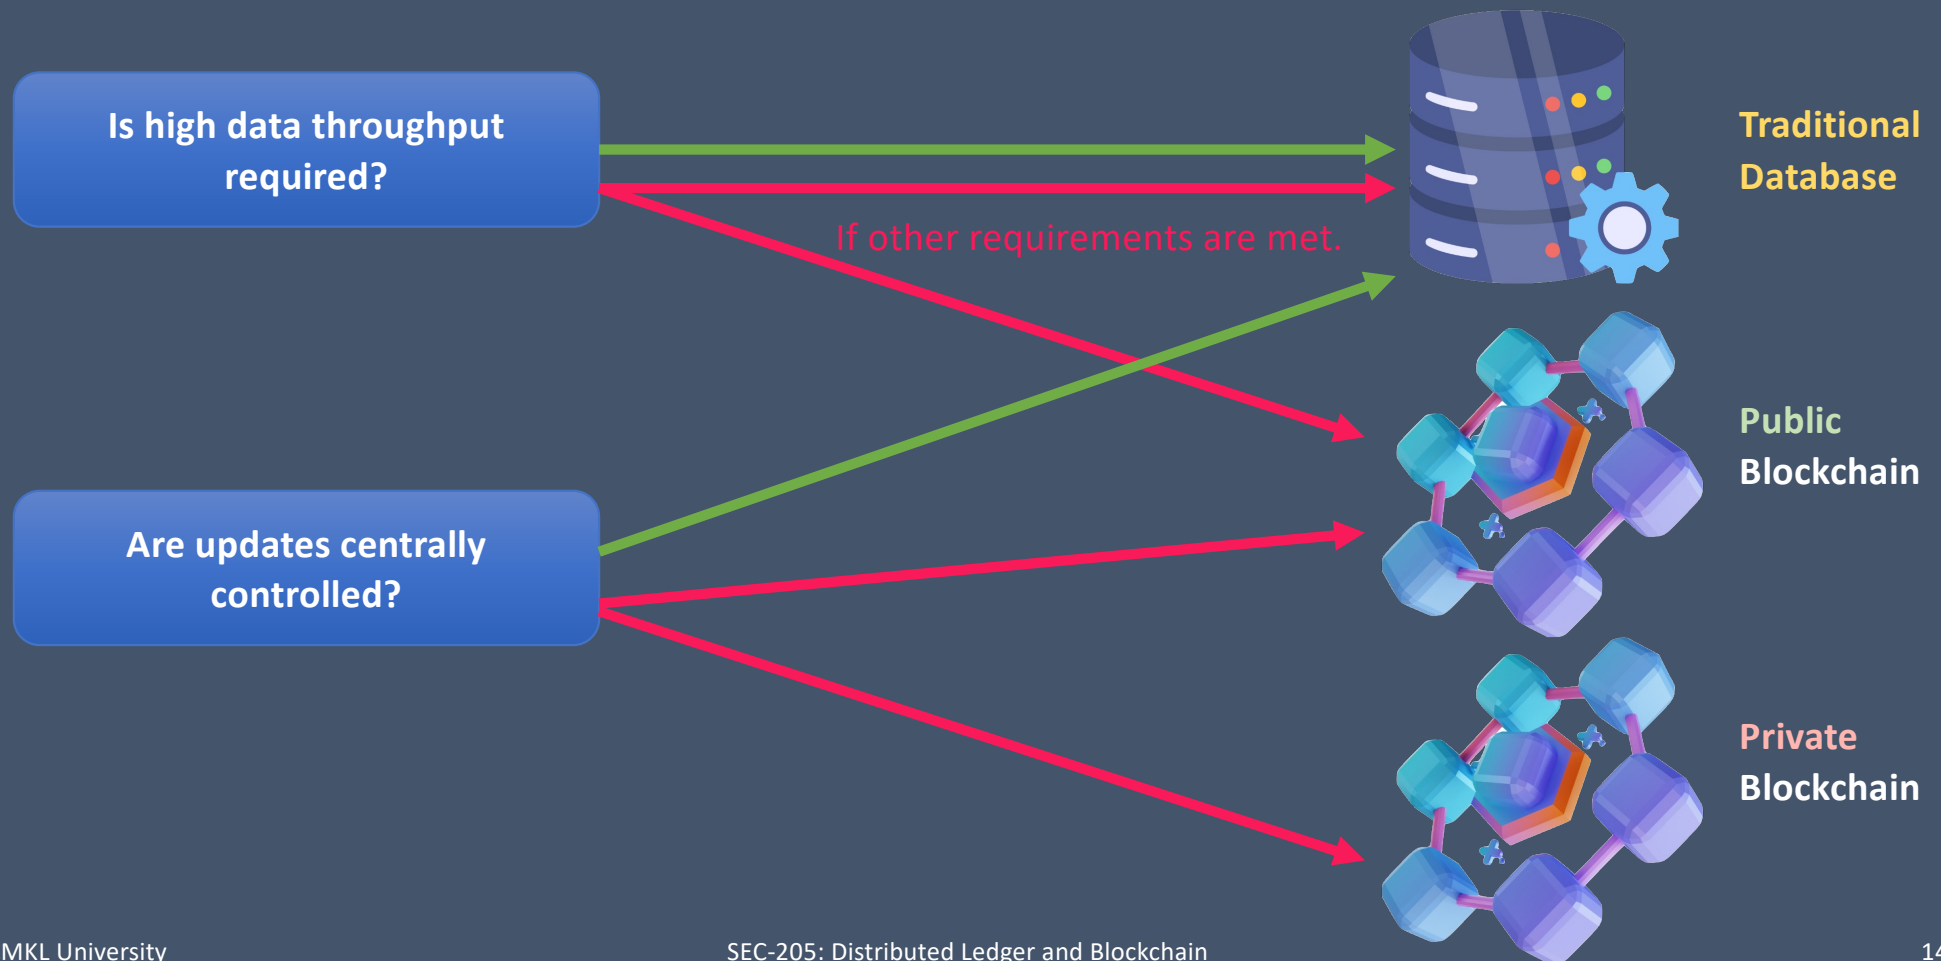 Is high data throughput
required?
Traditional
Database
If other requirements are met.
Public
Blockchain
Are updates centrally
controlled?
Private
Blockchain
MKL University
SEC-205: Distributed Ledger and Blockchain
14